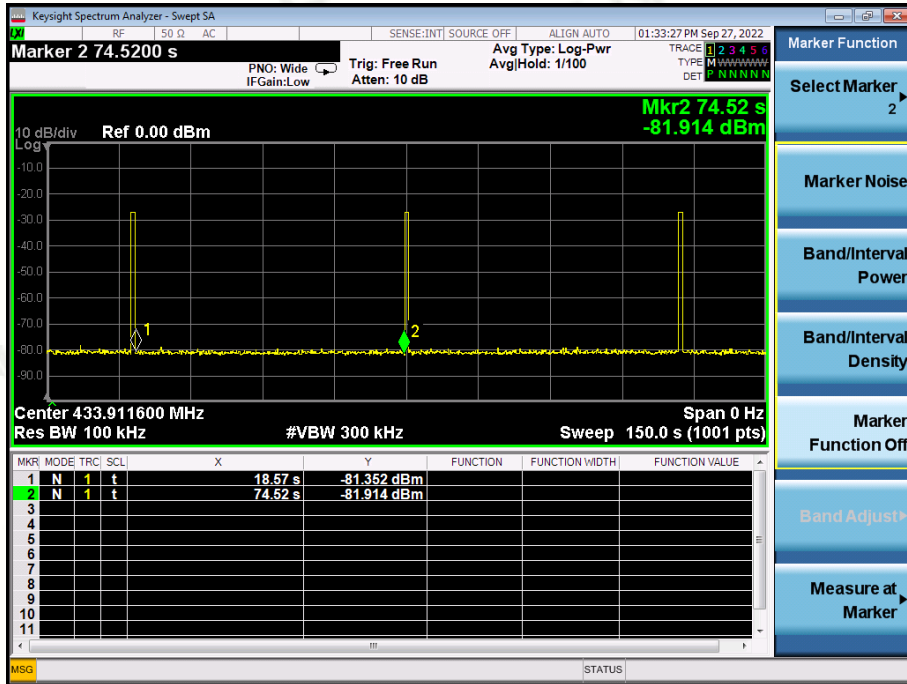 Keysight Spectrum Analyzer - Swept SA
LXI RF 50 Ω AC SENSE:INT SOURCE OFF ALIGN AUTO 01:33:27 PM Sep 27, 2022
Marker 2 74.5200 s
PNO: Wide
IFGain:Low
Trig: Free Run
Atten: 10 dB
Avg Type: Log-Pwr
Avg|Hold: 1/100
TRACE 1 2 3 4 5 6
TYPE M WWWWW
DET P N N N N N
Mkr2 74.52 s
-81.914 dBm
10 dB/div Ref 0.00 dBm
Log
-10.0
-20.0
-30.0
-40.0
-50.0
-60.0
-70.0
-80.0
-90.0
1
2
Center 433.911600 MHz Span 0 Hz
Res BW 100 kHz #VBW 300 kHz Sweep 150.0 s (1001 pts)
MKR MODE TRC SCL X Y FUNCTION FUNCTION WIDTH FUNCTION VALUE
1 N 1 t 18.57 s -81.352 dBm
2 N 1 t 74.52 s -81.914 dBm
3
4
5
6
7
8
9
10
11
MSG STATUS
Marker Function
Select Marker
2
Marker Noise
Band/Interval
Power
Band/Interval
Density
Marker
Function Off
Band Adjust
Measure at
Marker